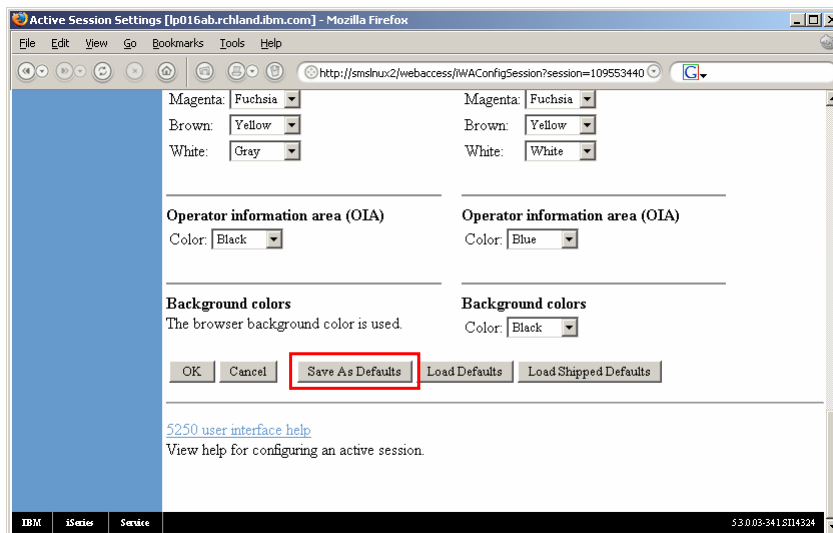 Active Session Settings [lp016ab.rchland.ibm.com] - Mozilla Firefox
File Edit View Go Bookmarks Tools Help
http://smslnux2/webaccess/iWAConfigSession?session=109553440 G
Magenta: Fuchsia Magenta: Fuchsia
Brown: Yellow Brown: Yellow
White: Gray White: White
Operator information area (OIA) Operator information area (OIA)
Color: Black Color: Blue
Background colors Background colors
The browser background color is used. Color: Black
OK Cancel Save As Defaults Load Defaults Load Shipped Defaults
5250 user interface help
View help for configuring an active session.
IBM iSeries Service 5.3.0.03-341.SI14324